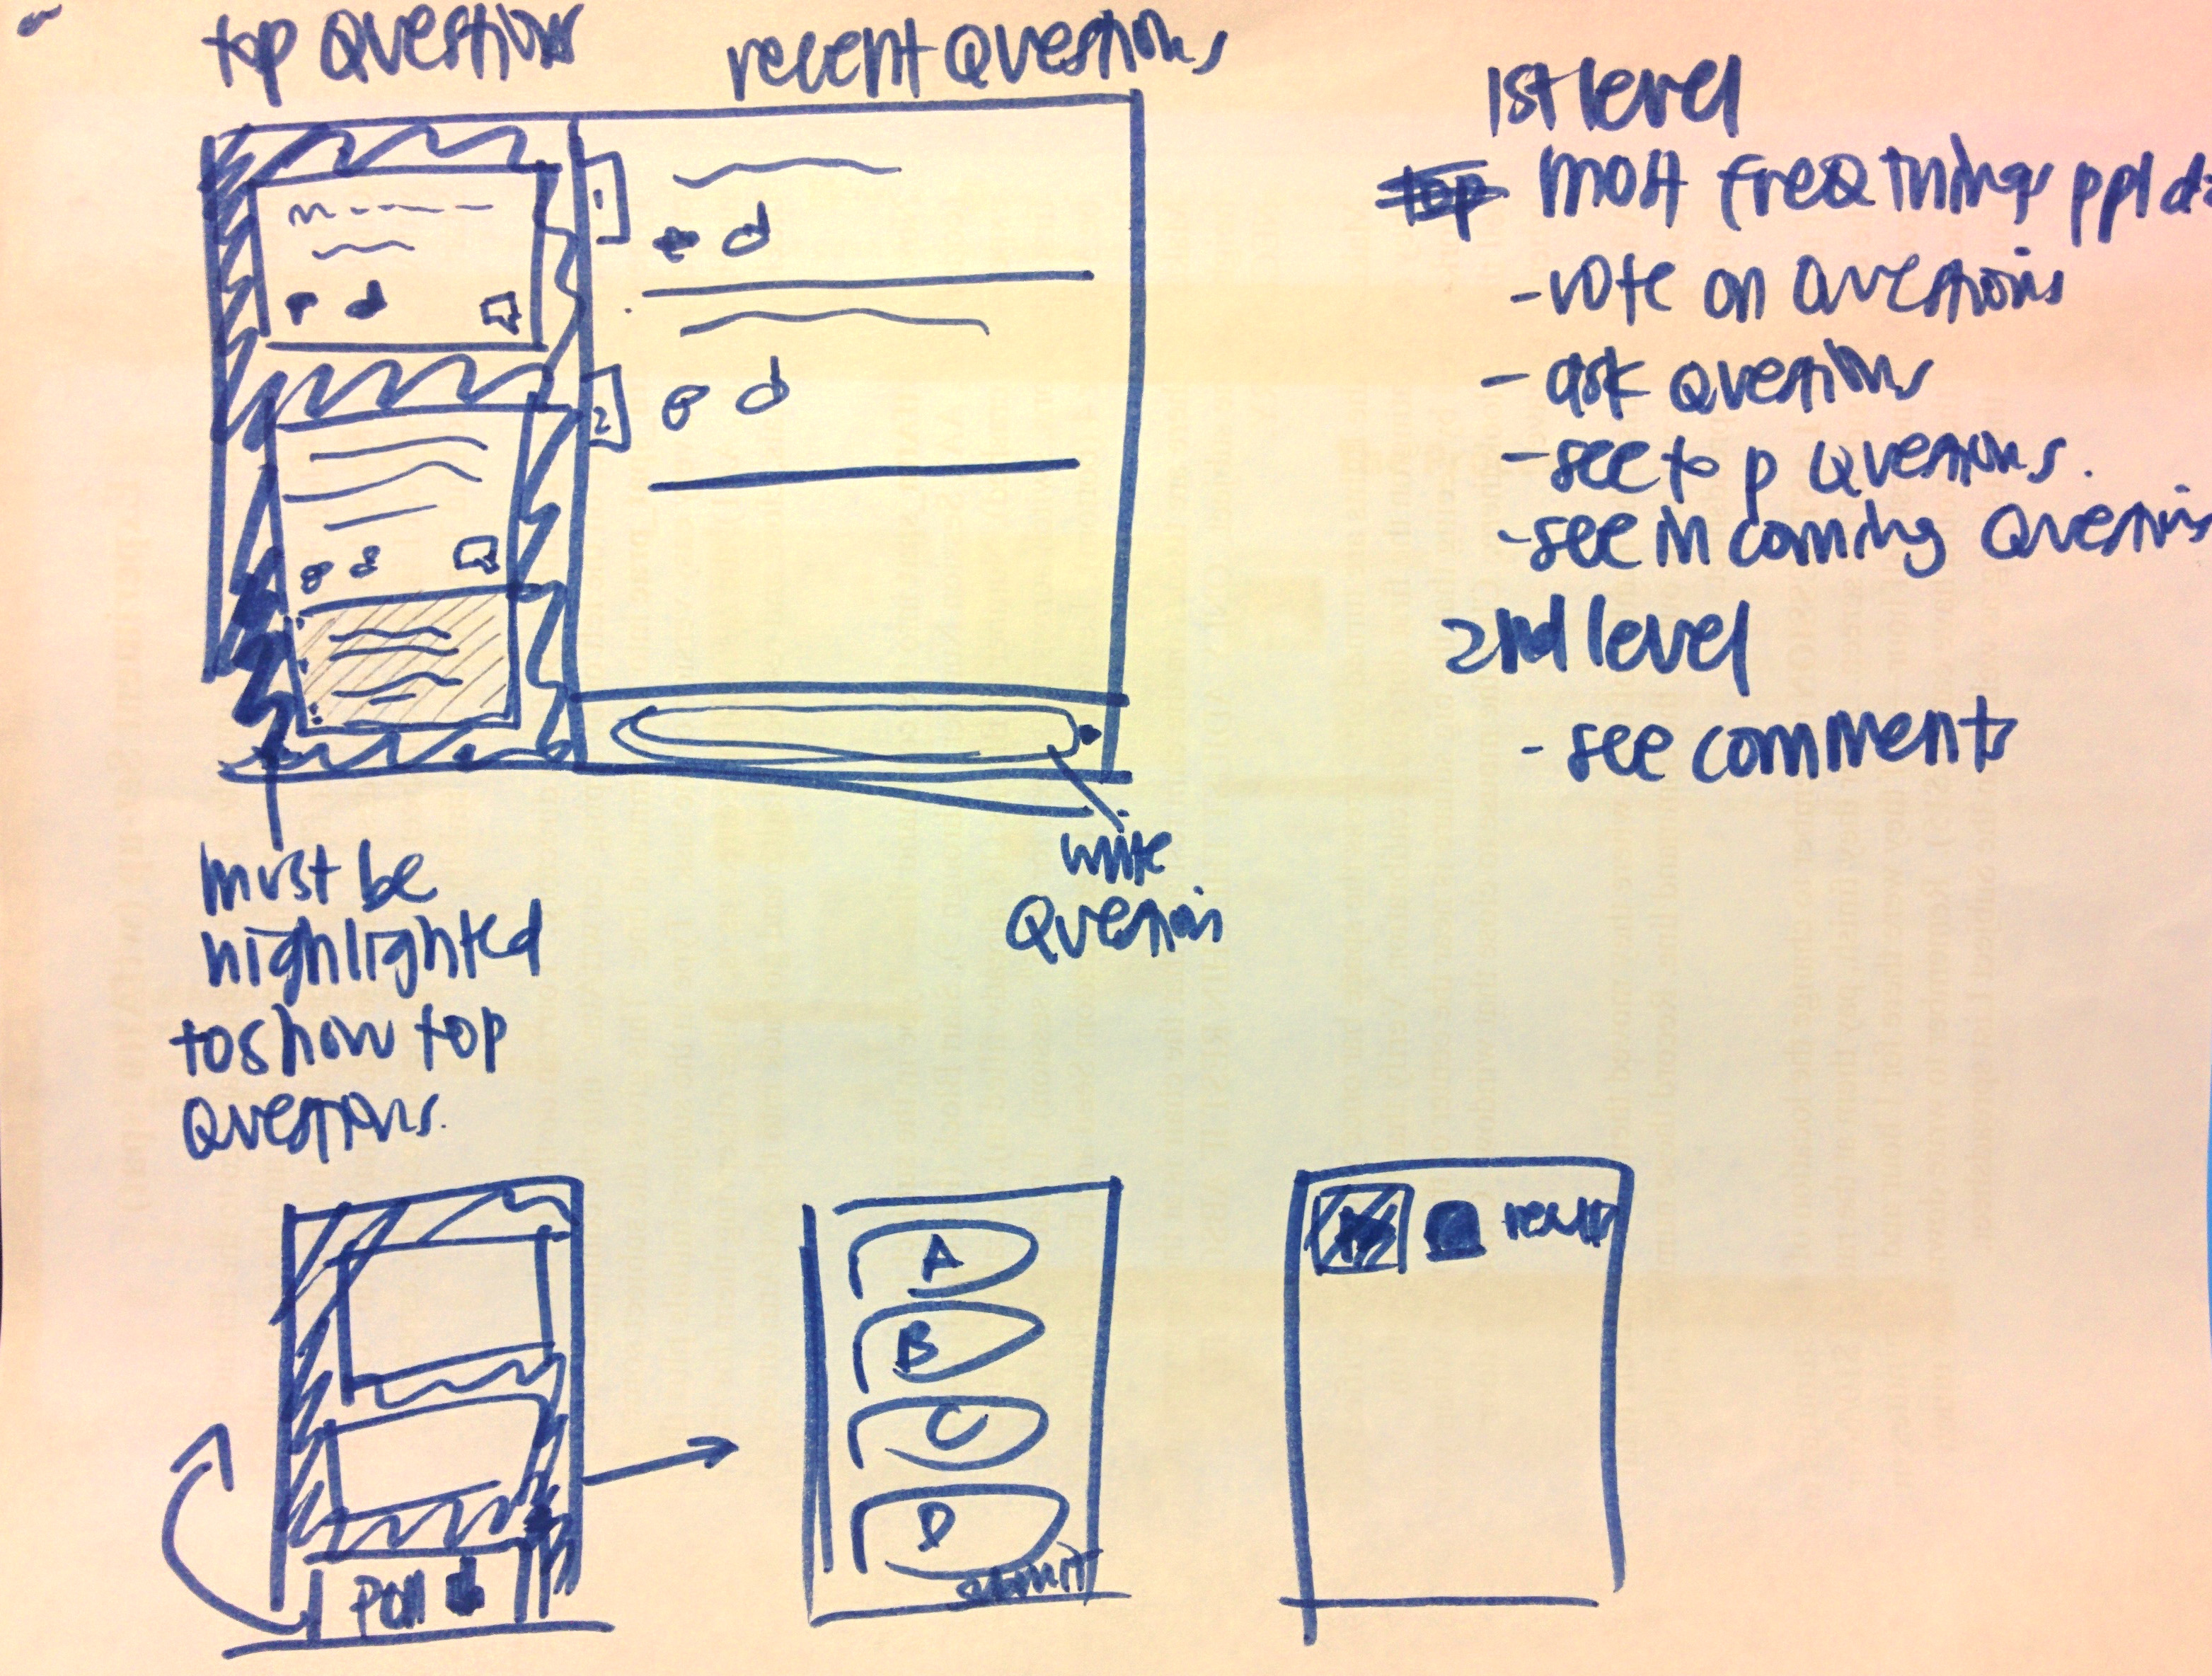 top Questions
recent Questions
1
2
write
Question
must be
highlighted
to show top
Questions.
1st level
top most freq things ppl do
- vote on Questions
- ask Questions
- see top Questions.
- see incoming Questions
2nd level
- see comments
Poll
A
B
C
D
submit
result